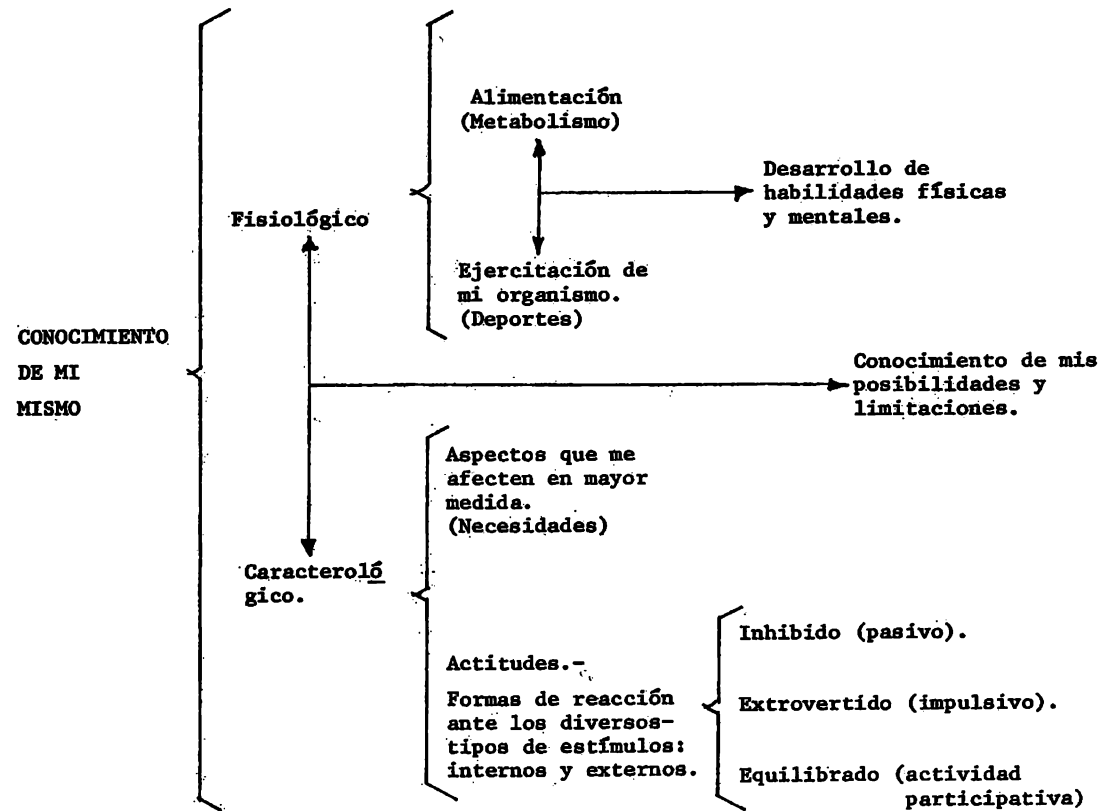 CONOCIMIENTO
DE MI
MISMO
Fisiológico
Alimentación
(Metabolismo)
Ejercitación de
mi organismo.
(Deportes)
Desarrollo de
habilidades físicas
y mentales.
Conocimiento de mis
posibilidades y
limitaciones.
Caracteroló
gico.
Aspectos que me
afecten en mayor
medida.
(Necesidades)
Actitudes.-
Formas de reacción
ante los diversos-
tipos de estímulos:
internos y externos.
Inhibido (pasivo).
Extrovertido (impulsivo).
Equilibrado (actividad
participativa)